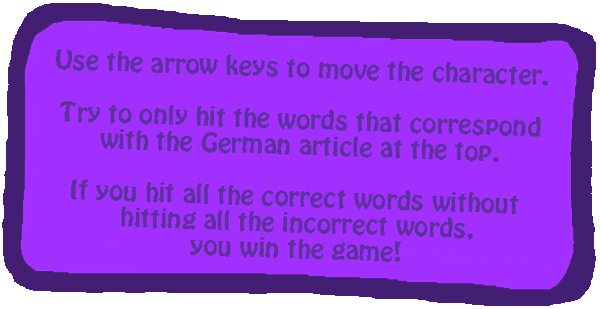 Use the arrow keys to move the character.
Try to only hit the words that correspond
with the German article at the top.
If you hit all the correct words without
hitting all the incorrect words,
you win the game!